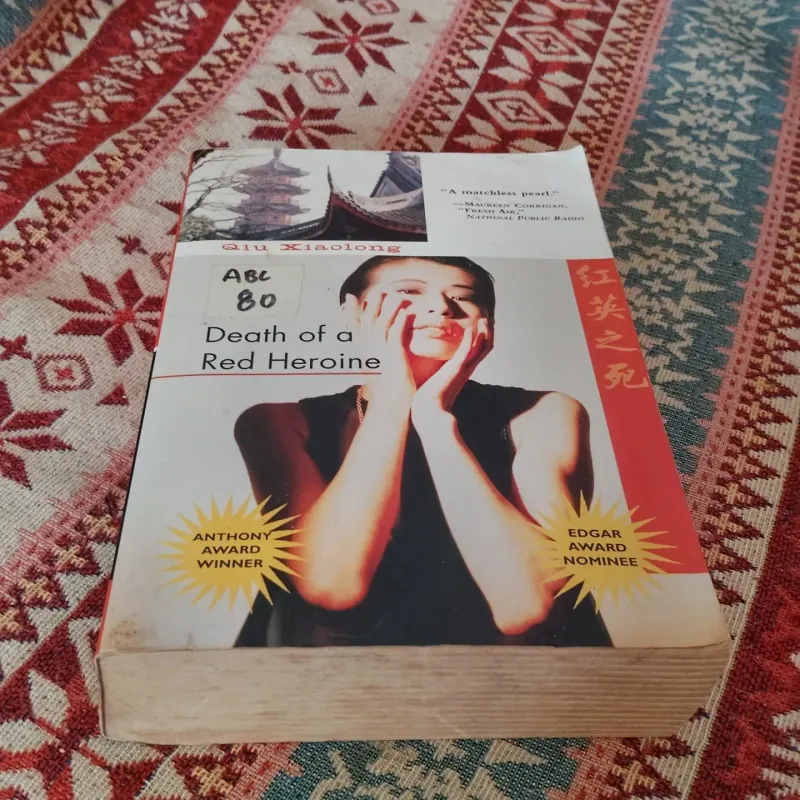 "A matchless pearl."
—Maureen Corrigan,
"Fresh Air,"
National Public Radio
Qiu Xiaolong
ABC
80
Death of a
Red Heroine
红英之死
ANTHONY
AWARD
WINNER
EDGAR
AWARD
NOMINEE